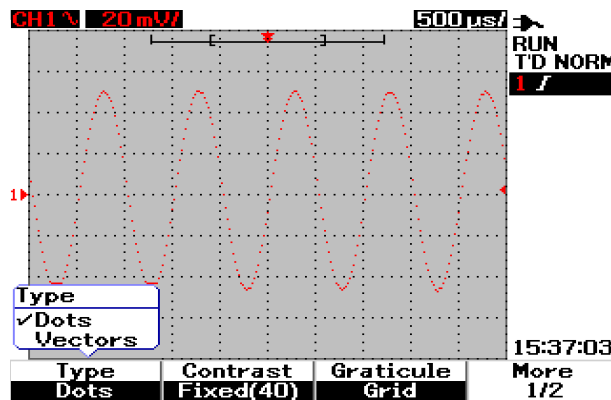 CH1 20mV/ 500µs/
RUN
T'D NORM
1
1
Type
✓Dots
Vectors
15:37:03
Type Contrast Graticule More
Dots Fixed(40) Grid 1/2